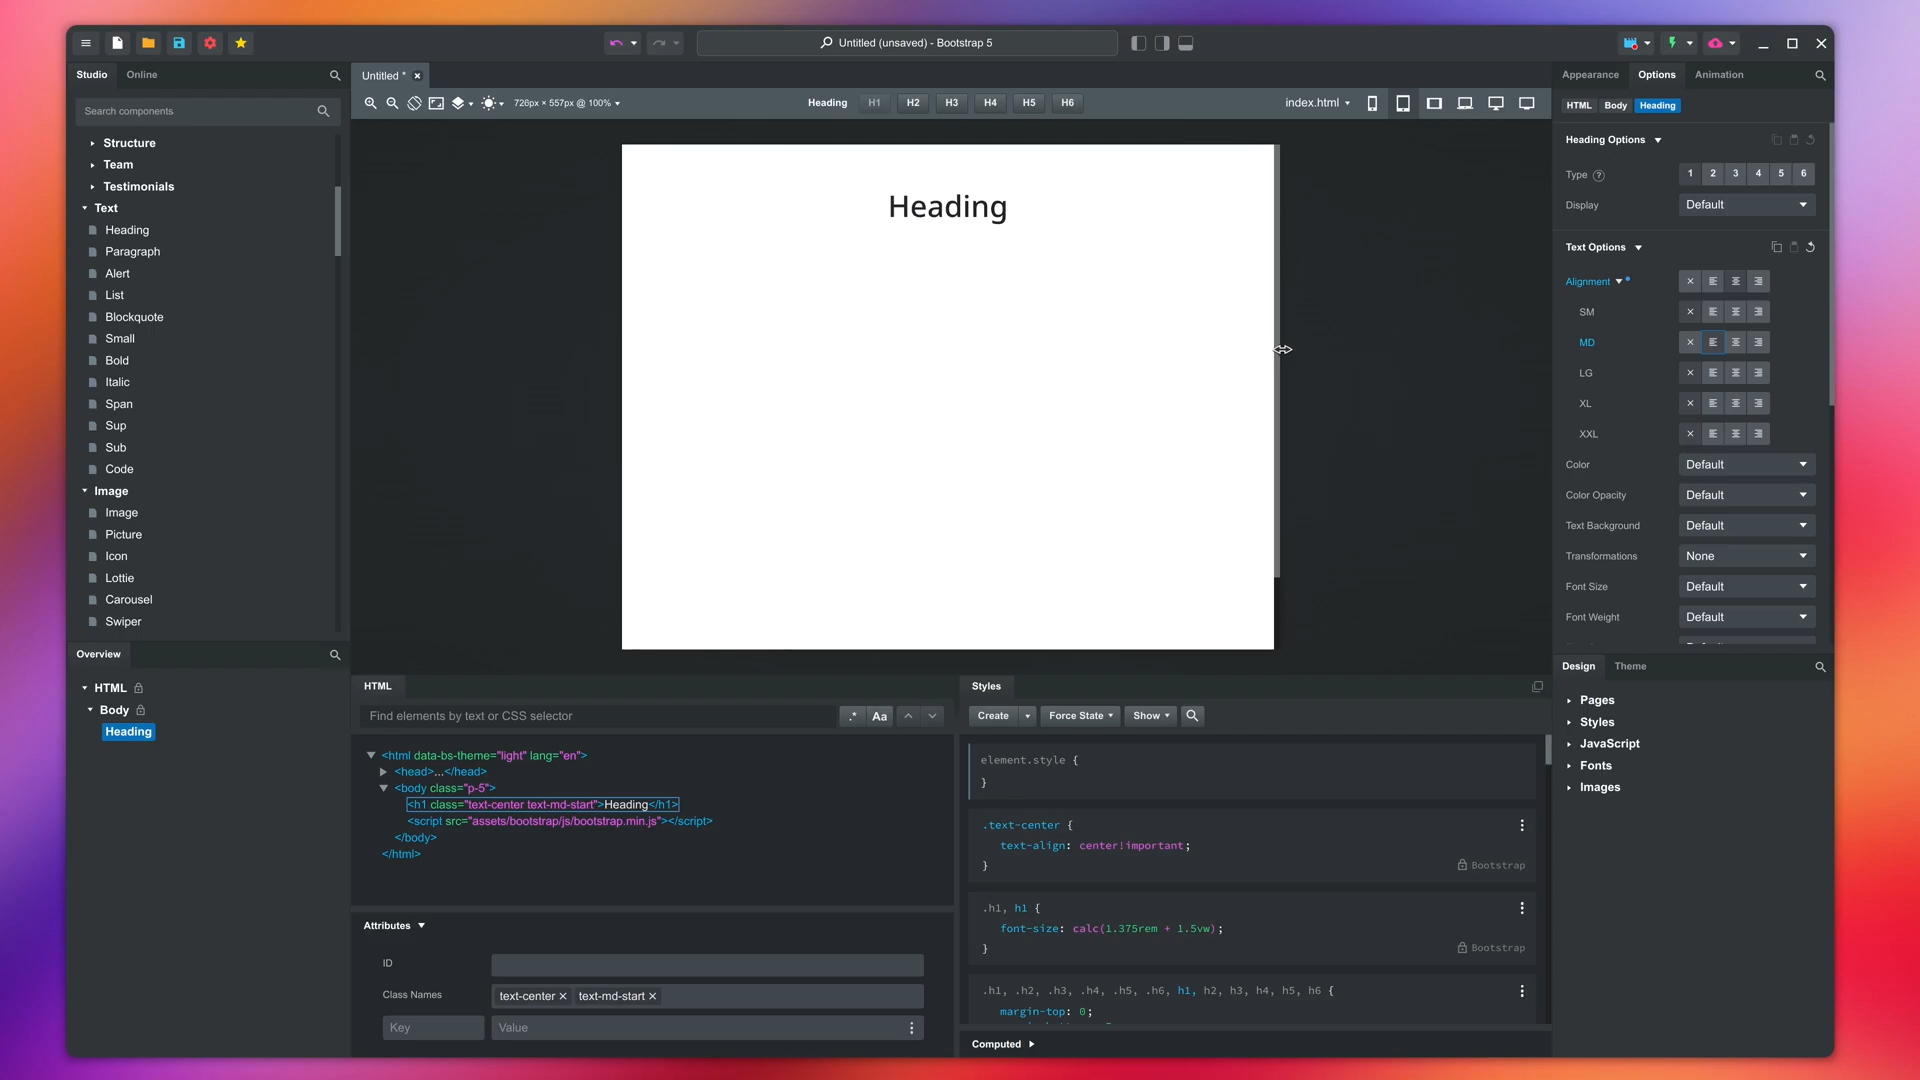 Untitled (unsaved) - Bootstrap 5
Studio
Online
Search components
Structure
Team
Testimonials
Text
Heading
Paragraph
Alert
List
Blockquote
Small
Bold
Italic
Span
Sup
Sub
Code
Image
Image
Picture
Icon
Lottie
Carousel
Swiper
Overview
HTML
Body
Heading
Untitled *
726px × 557px @ 100%
Heading
H1
H2
H3
H4
H5
H6
index.html
Heading
HTML
Find elements by text or CSS selector
.*
Aa
<html data-bs-theme="light" lang="en">
<head>...</head>
<body class="p-5">
<h1 class="text-center text-md-start">Heading</h1>
<script src="assets/bootstrap/js/bootstrap.min.js"></script>
</body>
</html>
Attributes
ID
Class Names
text-center
text-md-start
Key
Value
Styles
Create
Force State
Show
element.style {
}
.text-center {
text-align: center!important;
}
Bootstrap
.h1, h1 {
font-size: calc(1.375rem + 1.5vw);
}
Bootstrap
.h1, .h2, .h3, .h4, .h5, .h6, h1, h2, h3, h4, h5, h6 {
margin-top: 0;
Computed
Appearance
Options
Animation
HTML
Body
Heading
Heading Options
Type ?
1
2
3
4
5
6
Display
Default
Text Options
Alignment
SM
MD
LG
XL
XXL
Color
Default
Color Opacity
Default
Text Background
Default
Transformations
None
Font Size
Default
Font Weight
Default
Design
Theme
Pages
Styles
JavaScript
Fonts
Images